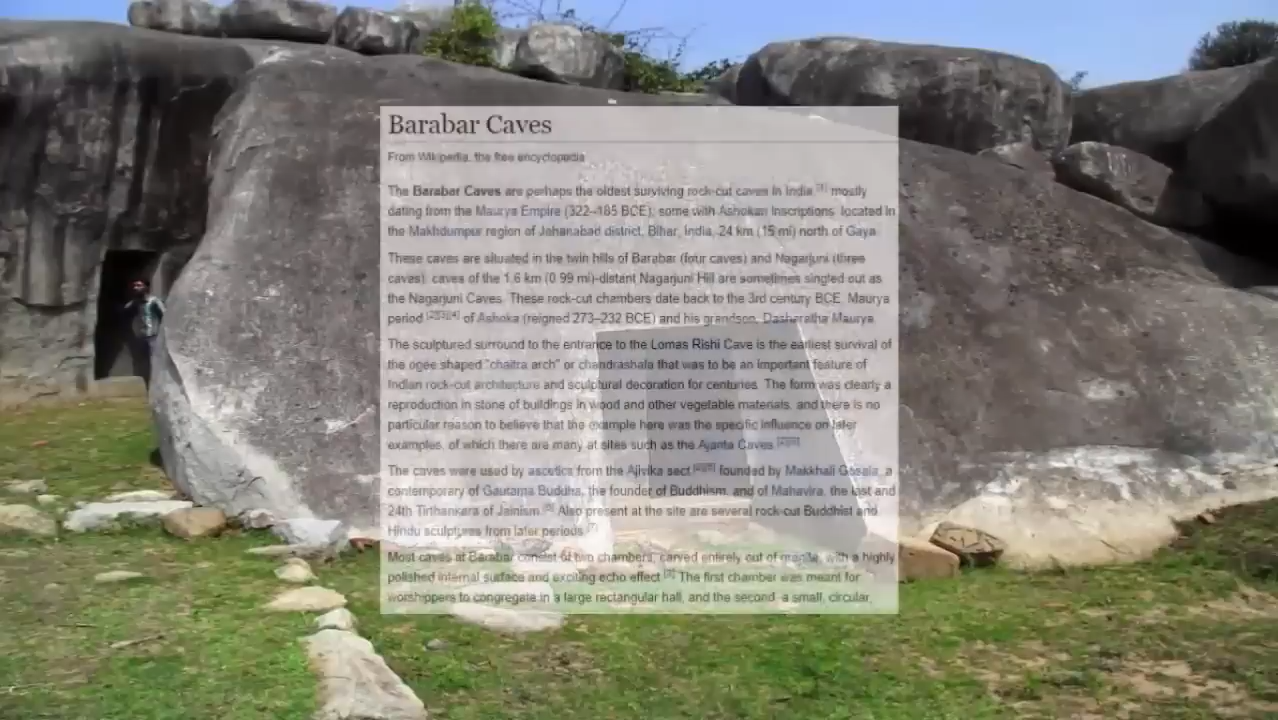 Barabar Caves
From Wikipedia, the free encyclopedia
The Barabar Caves are perhaps the oldest surviving rock-cut caves in India,[1] mostly
dating from the Maurya Empire (322–185 BCE), some with Ashokan Inscriptions, located in
the Makhdumpur region of Jehanabad district, Bihar, India, 24 km (15 mi) north of Gaya.
These caves are situated in the twin hills of Barabar (four caves) and Nagarjuni (three
caves); caves of the 1.6 km (0.99 mi)-distant Nagarjuni Hill are sometimes singled out as
the Nagarjuni Caves. These rock-cut chambers date back to the 3rd century BCE, Maurya
period [2][3][4] of Ashoka (reigned 273–232 BCE) and his grandson, Dasharatha Maurya.
The sculptured surround to the entrance to the Lomas Rishi Cave is the earliest survival of
the ogee shaped "chaitya arch" or chandrashala that was to be an important feature of
Indian rock-cut architecture and sculptural decoration for centuries. The form was clearly a
reproduction in stone of buildings in wood and other vegetable materials, and there is no
particular reason to believe that the example here was the specific influence on later
examples, of which there are many at sites such as the Ajanta Caves.
The caves were used by ascetics from the Ajivika sect, founded by Makkhali Gosala, a
contemporary of Gautama Buddha, the founder of Buddhism, and of Mahavira, the last and
24th Tirthankara of Jainism. Also present at the site are several rock-cut Buddhist and
Hindu sculptures from later periods.[7]
Most caves at Barabar consist of two chambers, carved entirely out of granite, with a highly
polished internal surface and exciting echo effect. The first chamber was meant for
worshippers to congregate in a large rectangular hall, and the second, a small, circular,